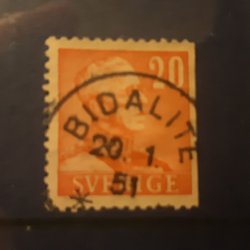 20
BIDALITE
20. 1
51
SVERIGE